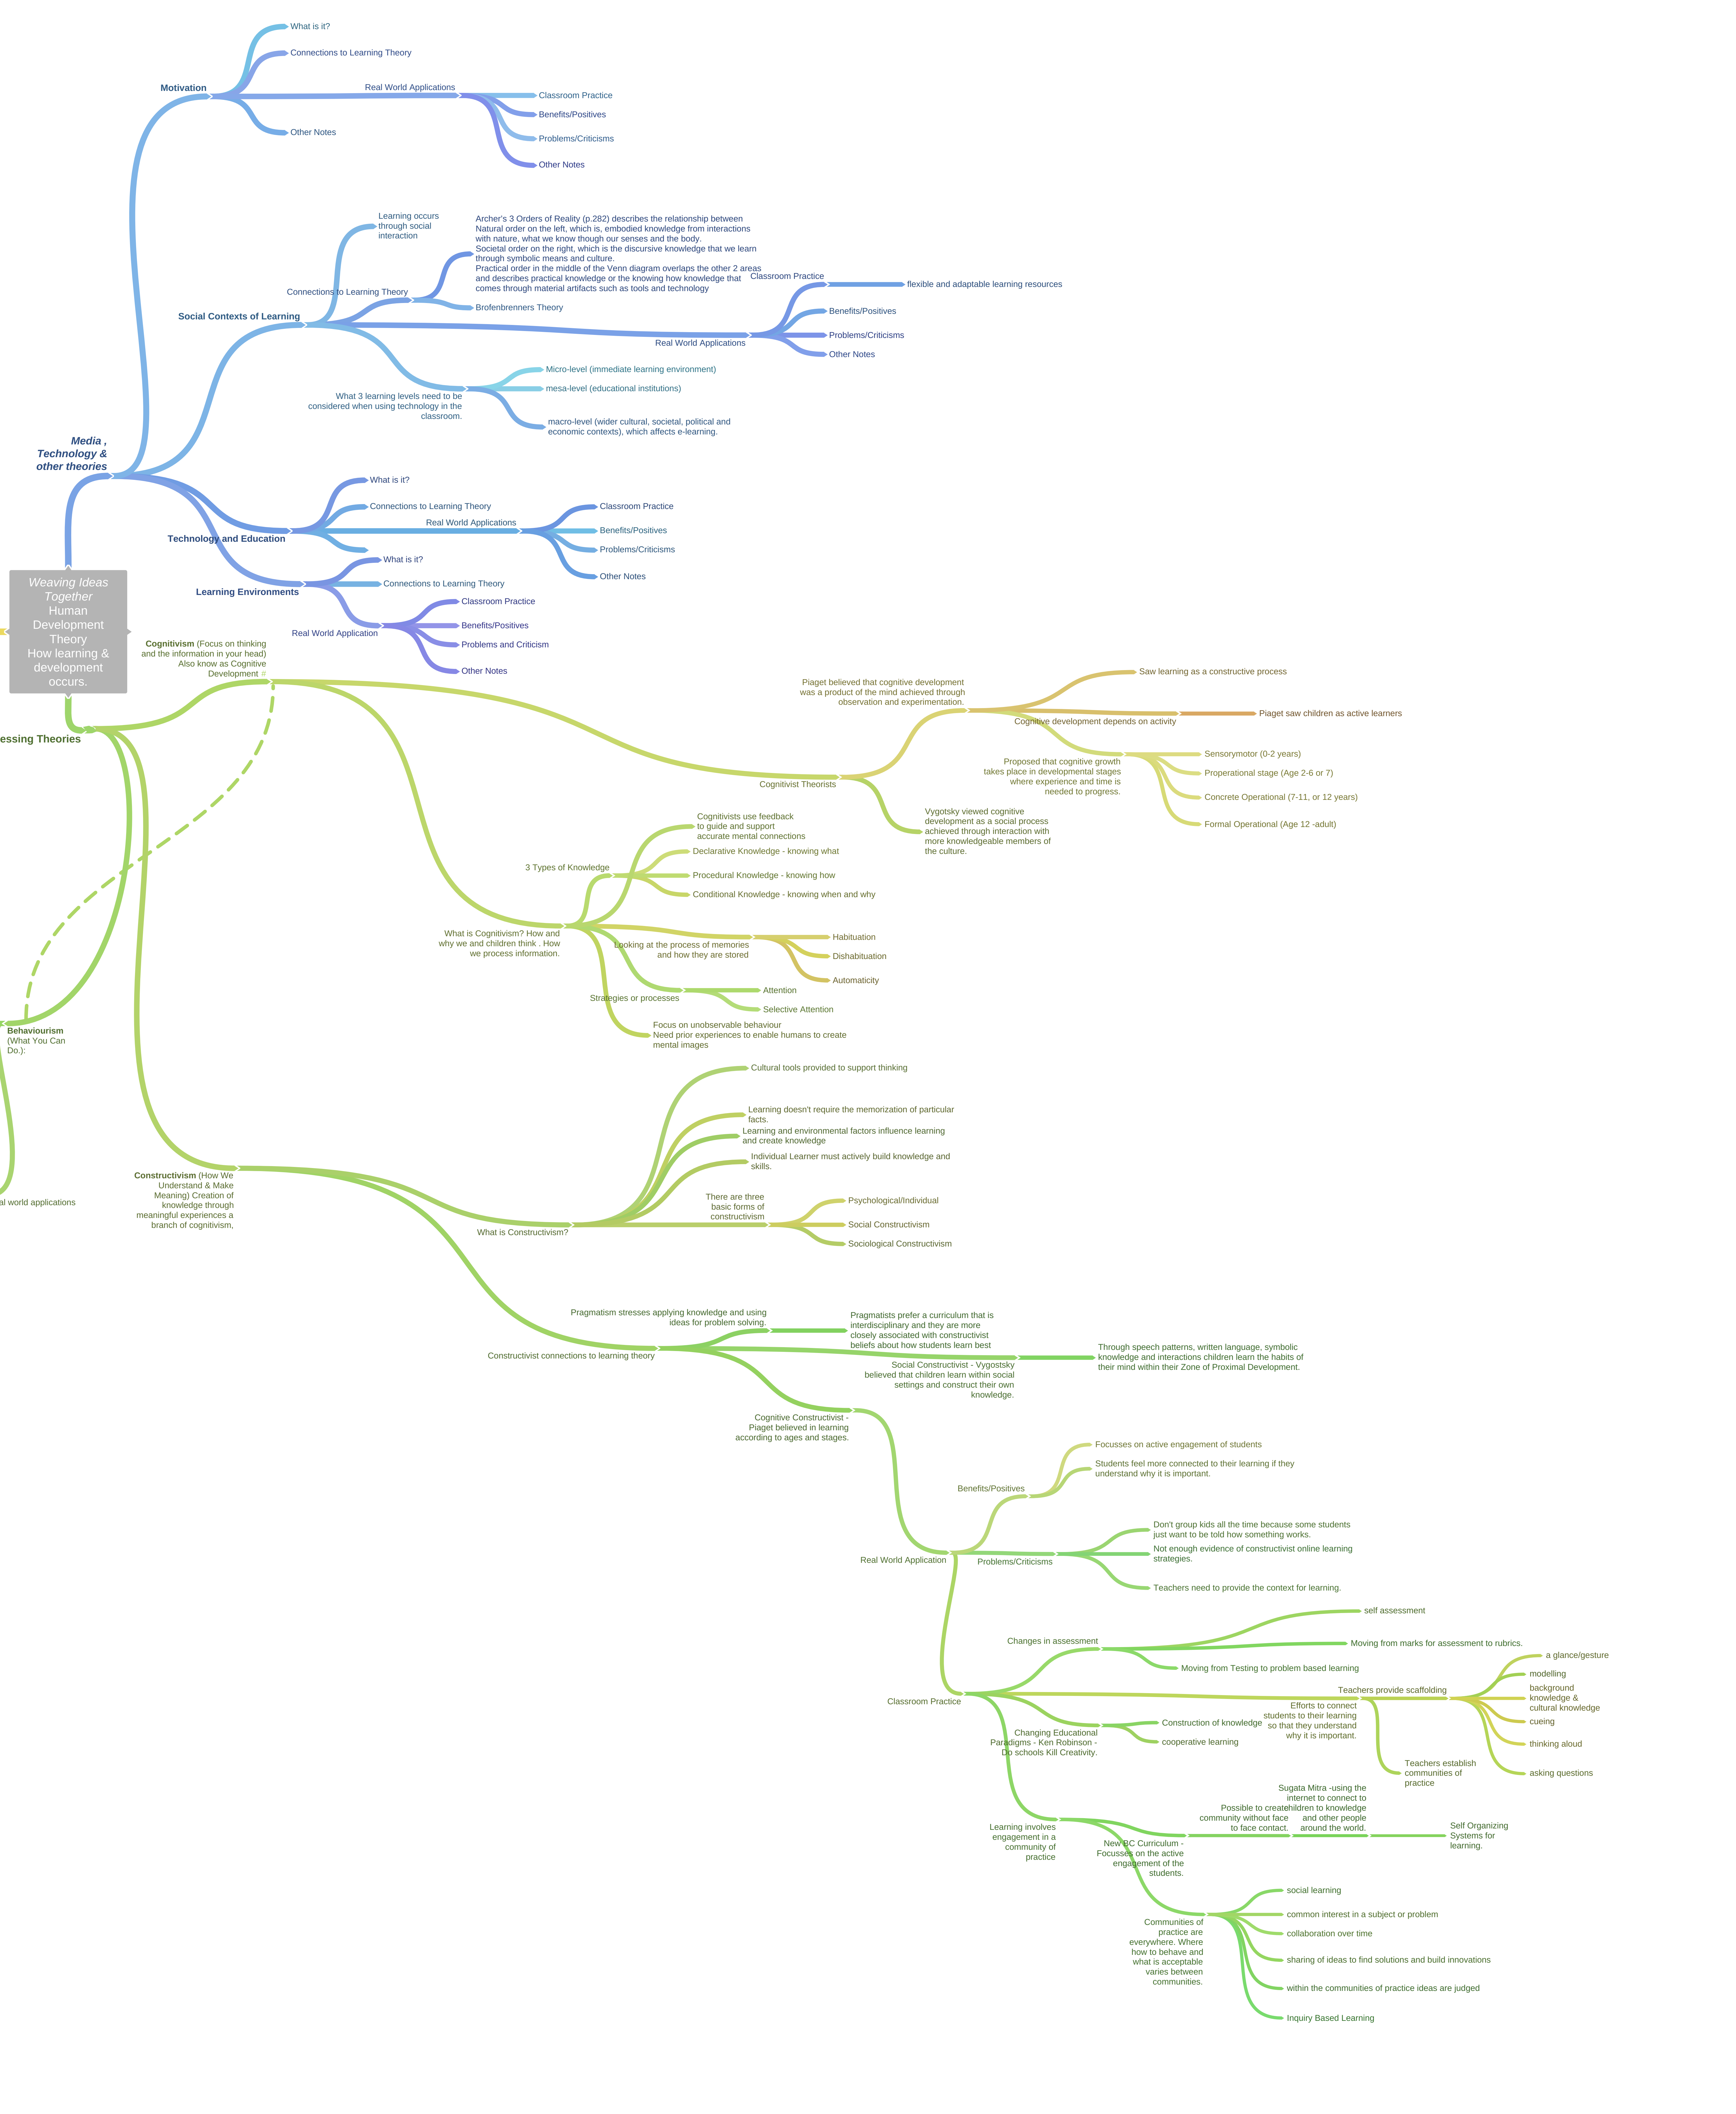 What is it?
Connections to Learning Theory
Motivation
Real World Applications
Classroom Practice
Benefits/Positives
Problems/Criticisms
Other Notes
Other Notes
Learning occurs
through social
interaction
Archer's 3 Orders of Reality (p.282) describes the relationship between
Natural order on the left, which is, embodied knowledge from interactions
with nature, what we know though our senses and the body.
Societal order on the right, which is the discursive knowledge that we learn
through symbolic means and culture.
Practical order in the middle of the Venn diagram overlaps the other 2 areas
and describes practical knowledge or the knowing how knowledge that
comes through material artifacts such as tools and technology
Connections to Learning Theory
Brofenbrenners Theory
Social Contexts of Learning
Classroom Practice
flexible and adaptable learning resources
Benefits/Positives
Problems/Criticisms
Other Notes
Real World Applications
Micro-level (immediate learning environment)
mesa-level (educational institutions)
What 3 learning levels need to be
considered when using technology in the
classroom.
macro-level (wider cultural, societal, political and
economic contexts), which affects e-learning.
Media ,
Technology &
other theories
What is it?
Connections to Learning Theory
Real World Applications
Classroom Practice
Benefits/Positives
Problems/Criticisms
Other Notes
Technology and Education
What is it?
Connections to Learning Theory
Learning Environments
Classroom Practice
Benefits/Positives
Real World Application
Problems and Criticism
Other Notes
Weaving Ideas
Together
Human
Development
Theory
How learning &
development
occurs.
Cognitivism (Focus on thinking
and the information in your head)
Also know as Cognitive
Development
essing Theories
Piaget believed that cognitive development
was a product of the mind achieved through
observation and experimentation.
Saw learning as a constructive process
Cognitive development depends on activity
Piaget saw children as active learners
Proposed that cognitive growth
takes place in developmental stages
where experience and time is
needed to progress.
Sensorymotor (0-2 years)
Properational stage (Age 2-6 or 7)
Concrete Operational (7-11, or 12 years)
Formal Operational (Age 12 -adult)
Cognitivist Theorists
Vygotsky viewed cognitive
development as a social process
achieved through interaction with
more knowledgeable members of
the culture.
Cognitivists use feedback
to guide and support
accurate mental connections
3 Types of Knowledge
Declarative Knowledge - knowing what
Procedural Knowledge - knowing how
Conditional Knowledge - knowing when and why
What is Cognitivism? How and
why we and children think . How
we process information.
Looking at the process of memories
and how they are stored
Habituation
Dishabituation
Automaticity
Strategies or processes
Attention
Selective Attention
Focus on unobservable behaviour
Need prior experiences to enable humans to create
mental images
Behaviourism
(What You Can
Do.):
al world applications
Constructivism (How We
Understand & Make
Meaning) Creation of
knowledge through
meaningful experiences a
branch of cognitivism,
Cultural tools provided to support thinking
Learning doesn't require the memorization of particular
facts.
Learning and environmental factors influence learning
and create knowledge
Individual Learner must actively build knowledge and
skills.
There are three
basic forms of
constructivism
Psychological/Individual
Social Constructivism
Sociological Constructivism
What is Constructivism?
Pragmatism stresses applying knowledge and using
ideas for problem solving.
Pragmatists prefer a curriculum that is
interdisciplinary and they are more
closely associated with constructivist
beliefs about how students learn best
Constructivist connections to learning theory
Social Constructivist - Vygostsky
believed that children learn within social
settings and construct their own
knowledge.
Through speech patterns, written language, symbolic
knowledge and interactions children learn the habits of
their mind within their Zone of Proximal Development.
Cognitive Constructivist -
Piaget believed in learning
according to ages and stages.
Focusses on active engagement of students
Students feel more connected to their learning if they
understand why it is important.
Benefits/Positives
Real World Application
Problems/Criticisms
Don't group kids all the time because some students
just want to be told how something works.
Not enough evidence of constructivist online learning
strategies.
Teachers need to provide the context for learning.
Changes in assessment
self assessment
Moving from marks for assessment to rubrics.
Moving from Testing to problem based learning
Classroom Practice
Efforts to connect
students to their learning
so that they understand
why it is important.
Teachers provide scaffolding
a glance/gesture
modelling
background
knowledge &
cultural knowledge
cueing
thinking aloud
asking questions
Teachers establish
communities of
practice
Changing Educational
Paradigms - Ken Robinson -
Do schools Kill Creativity.
Construction of knowledge
cooperative learning
Learning involves
engagement in a
community of
practice
New BC Curriculum -
Focusses on the active
engagement of the
students.
Possible to create
community without face
to face contact.
Sugata Mitra -using the
internet to connect to
children to knowledge
and other people
around the world.
Self Organizing
Systems for
learning.
Communities of
practice are
everywhere. Where
how to behave and
what is acceptable
varies between
communities.
social learning
common interest in a subject or problem
collaboration over time
sharing of ideas to find solutions and build innovations
within the communities of practice ideas are judged
Inquiry Based Learning